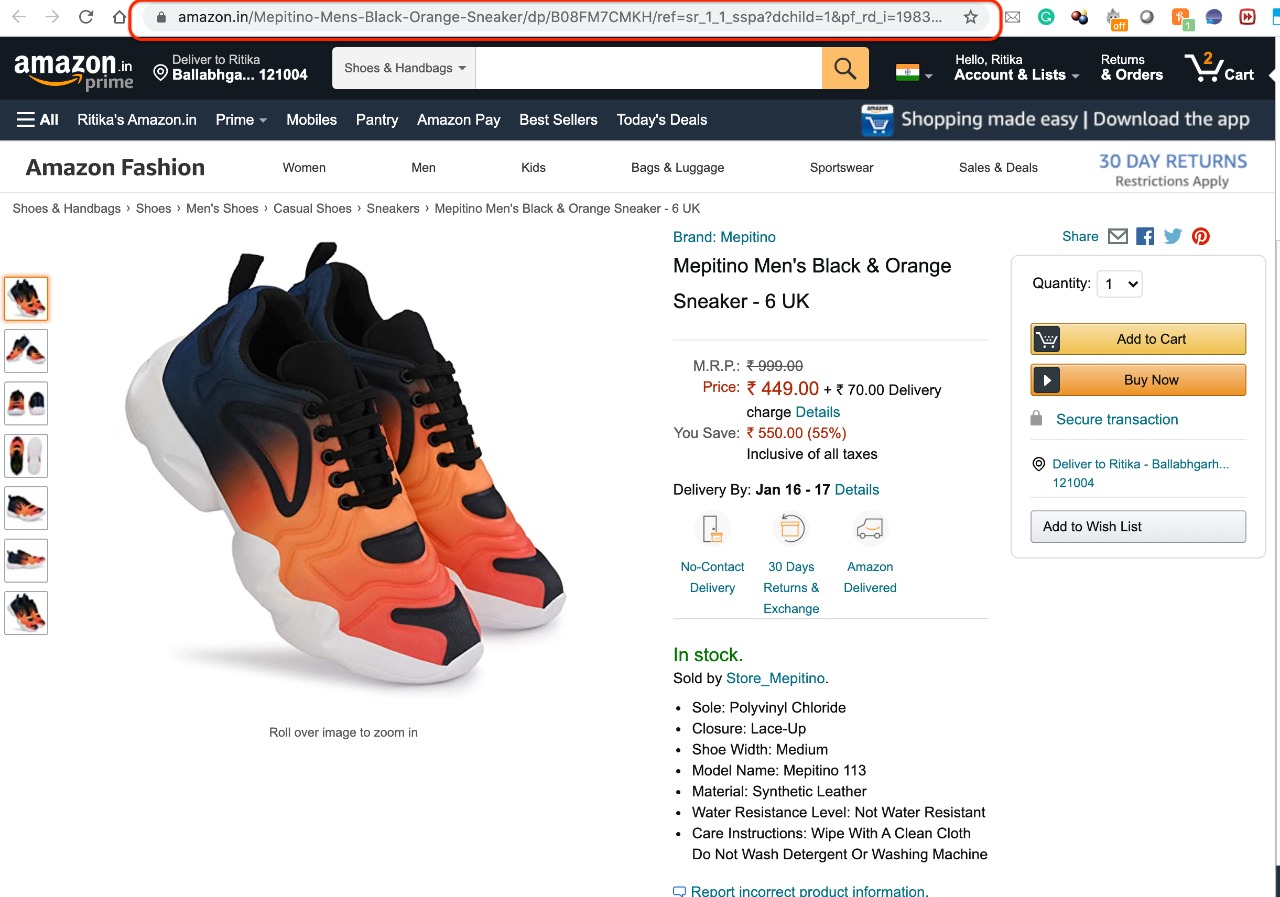 amazon.in/Mepitino-Mens-Black-Orange-Sneaker/dp/B08FM7CMKH/ref=sr_1_1_sspa?dchild=1&pf_rd_i=1983...
off
1
amazon.in
prime
Deliver to Ritika
Ballabhga... 121004
Shoes & Handbags
Hello, Ritika
Account & Lists
Returns
& Orders
2
Cart
All Ritika's Amazon.in Prime Mobiles Pantry Amazon Pay Best Sellers Today's Deals
amazon
Shopping made easy | Download the app
Amazon Fashion Women Men Kids Bags & Luggage Sportswear Sales & Deals
30 DAY RETURNS
Restrictions Apply
Shoes & Handbags › Shoes › Men's Shoes › Casual Shoes › Sneakers › Mepitino Men's Black & Orange Sneaker - 6 UK
Brand: Mepitino
Mepitino Men's Black & Orange
Sneaker - 6 UK
M.R.P.: ₹ 999.00
Price: ₹ 449.00 + ₹ 70.00 Delivery
charge Details
You Save: ₹ 550.00 (55%)
Inclusive of all taxes
Delivery By: Jan 16 - 17 Details
No-Contact
Delivery
30 Days
Returns &
Exchange
Amazon
Delivered
In stock.
Sold by Store_Mepitino.
• Sole: Polyvinyl Chloride
• Closure: Lace-Up
• Shoe Width: Medium
• Model Name: Mepitino 113
• Material: Synthetic Leather
• Water Resistance Level: Not Water Resistant
• Care Instructions: Wipe With A Clean Cloth
Do Not Wash Detergent Or Washing Machine
Report incorrect product information.
Roll over image to zoom in
Share
Quantity: 1
Add to Cart
Buy Now
Secure transaction
Deliver to Ritika - Ballabhgarh...
121004
Add to Wish List